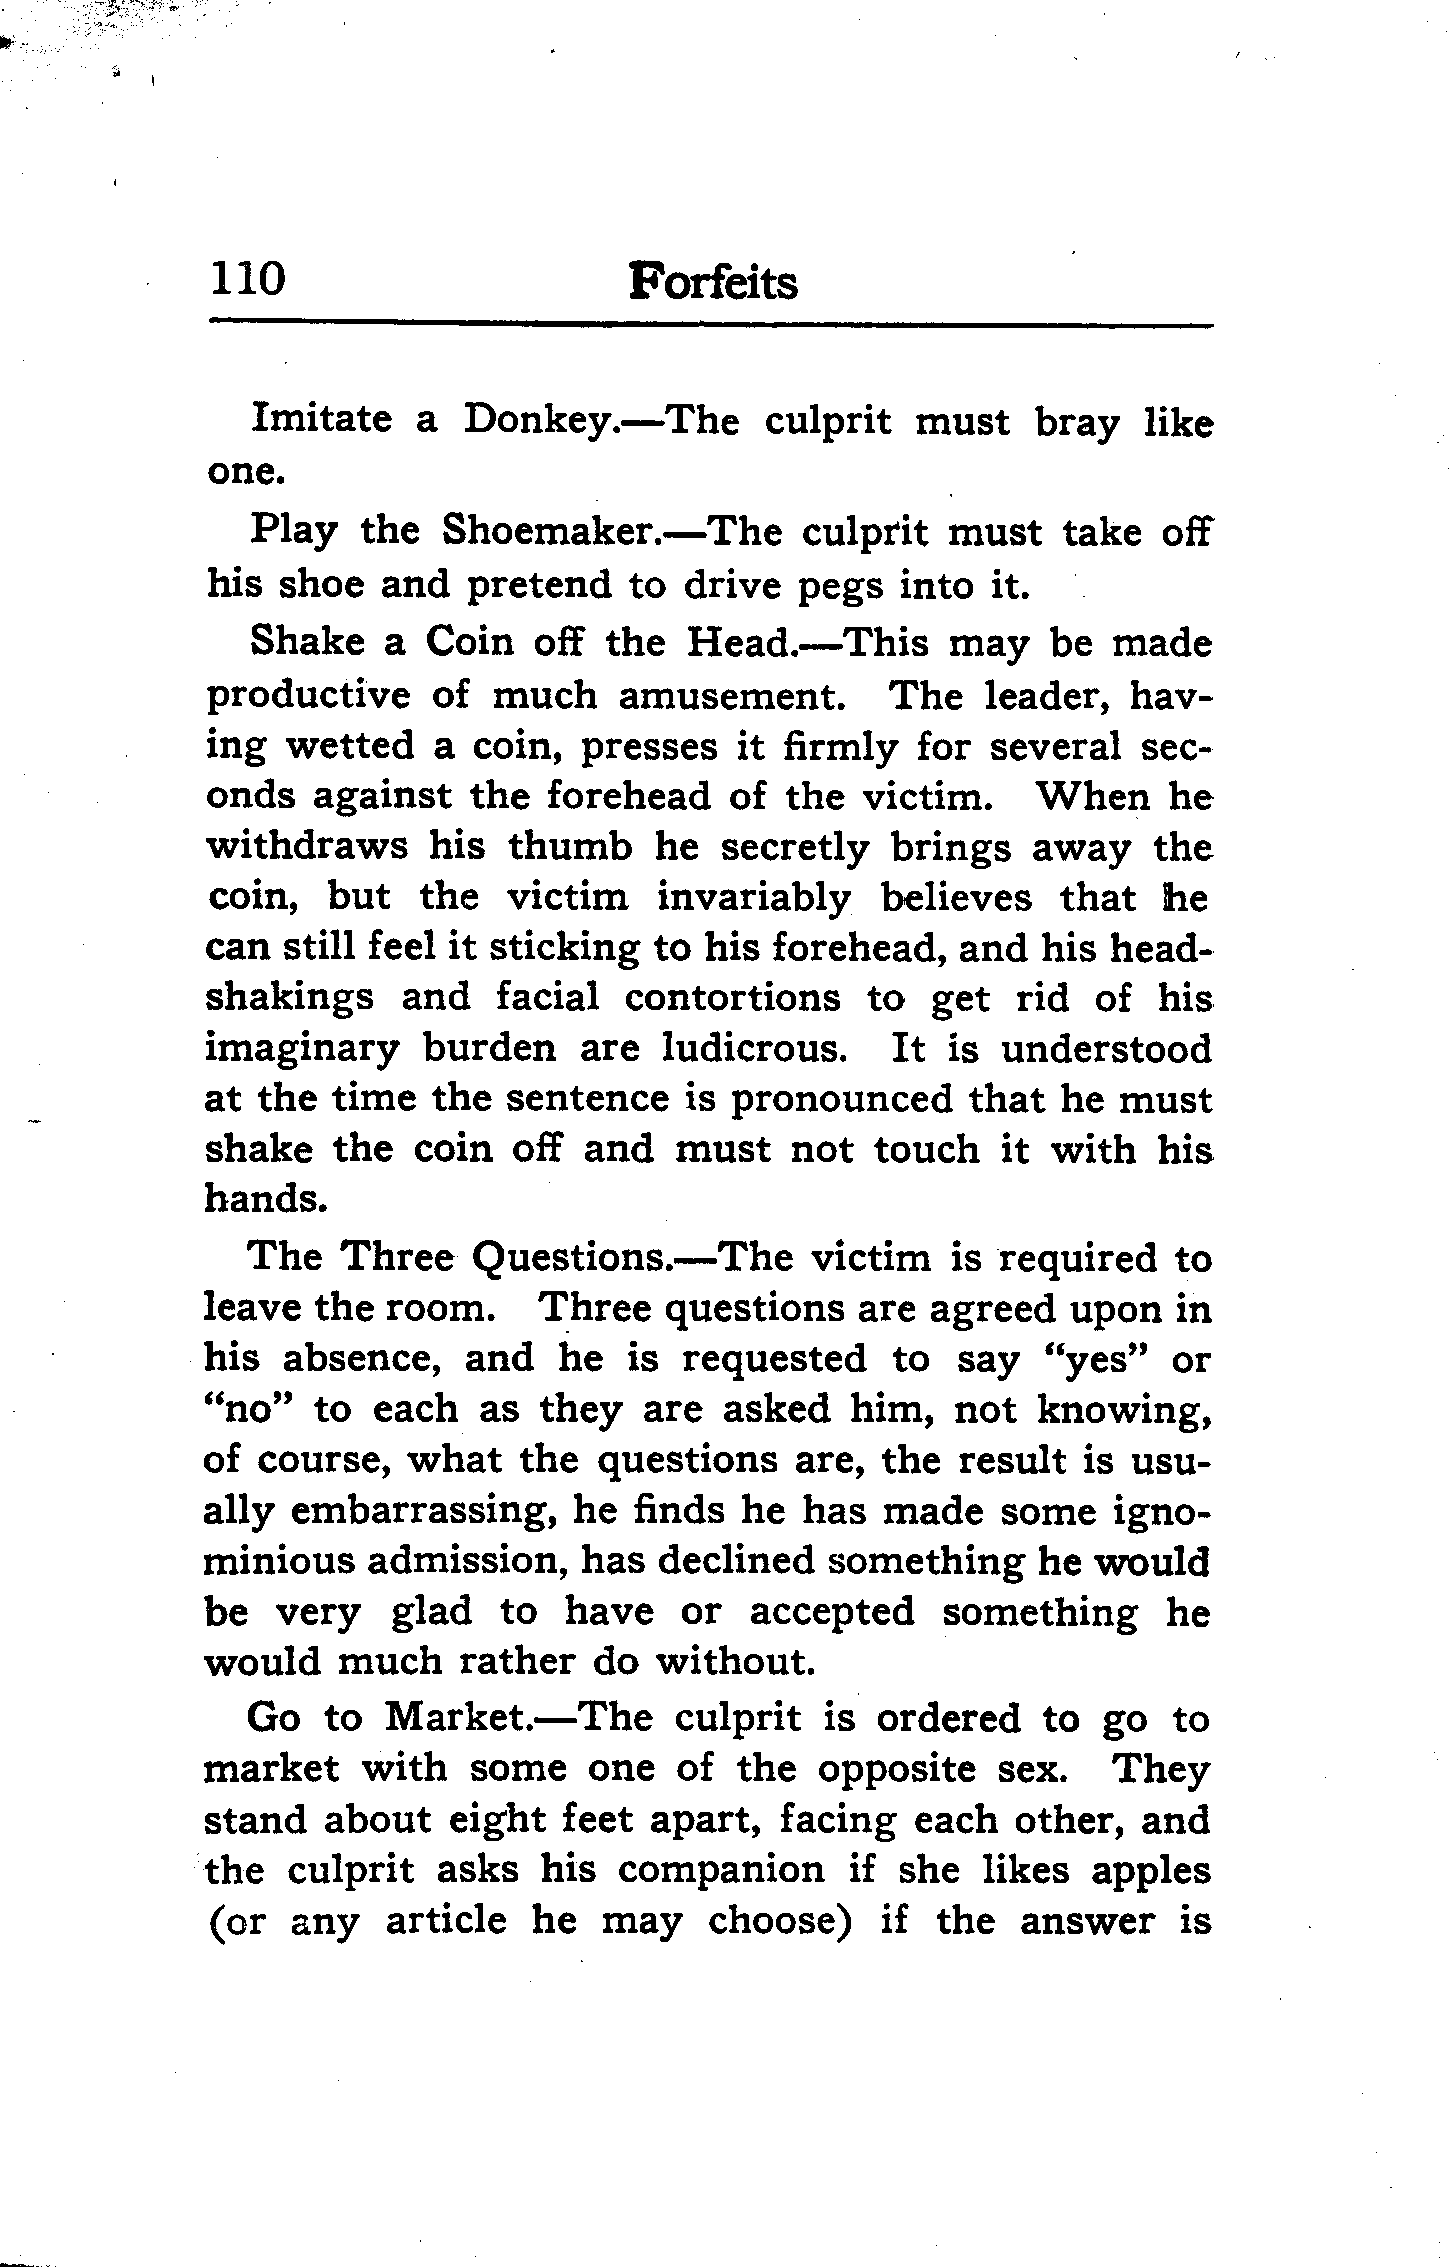 110 Forfeits
Imitate a Donkey.—The culprit must bray like
one.
Play the Shoemaker.—The culprit must take off
his shoe and pretend to drive pegs into it.
Shake a Coin off the Head.—This may be made
productive of much amusement. The leader, hav-
ing wetted a coin, presses it firmly for several sec-
onds against the forehead of the victim. When he
withdraws his thumb he secretly brings away the
coin, but the victim invariably believes that he
can still feel it sticking to his forehead, and his head-
shakings and facial contortions to get rid of his
imaginary burden are ludicrous. It is understood
at the time the sentence is pronounced that he must
shake the coin off and must not touch it with his
hands.
The Three Questions.—The victim is required to
leave the room. Three questions are agreed upon in
his absence, and he is requested to say “yes” or
“no” to each as they are asked him, not knowing,
of course, what the questions are, the result is usu-
ally embarrassing, he finds he has made some igno-
minious admission, has declined something he would
be very glad to have or accepted something he
would much rather do without.
Go to Market.—The culprit is ordered to go to
market with some one of the opposite sex. They
stand about eight feet apart, facing each other, and
the culprit asks his companion if she likes apples
(or any article he may choose) if the answer is